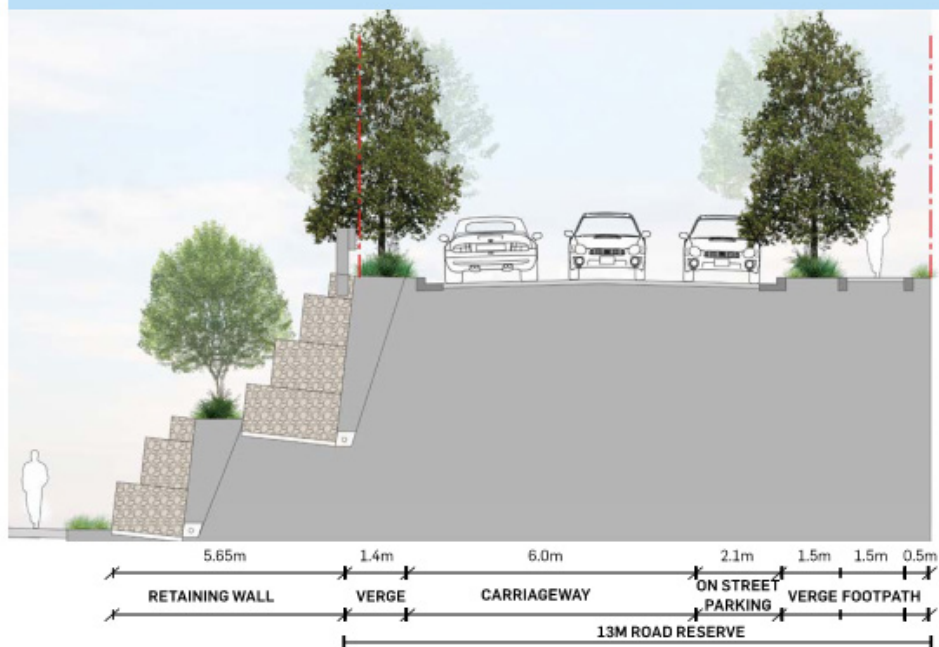 5.65m 1.4m 6.0m 2.1m 1.5m 1.5m 0.5m
RETAINING WALL VERGE CARRIAGEWAY ON STREET PARKING VERGE FOOTPATH
13M ROAD RESERVE